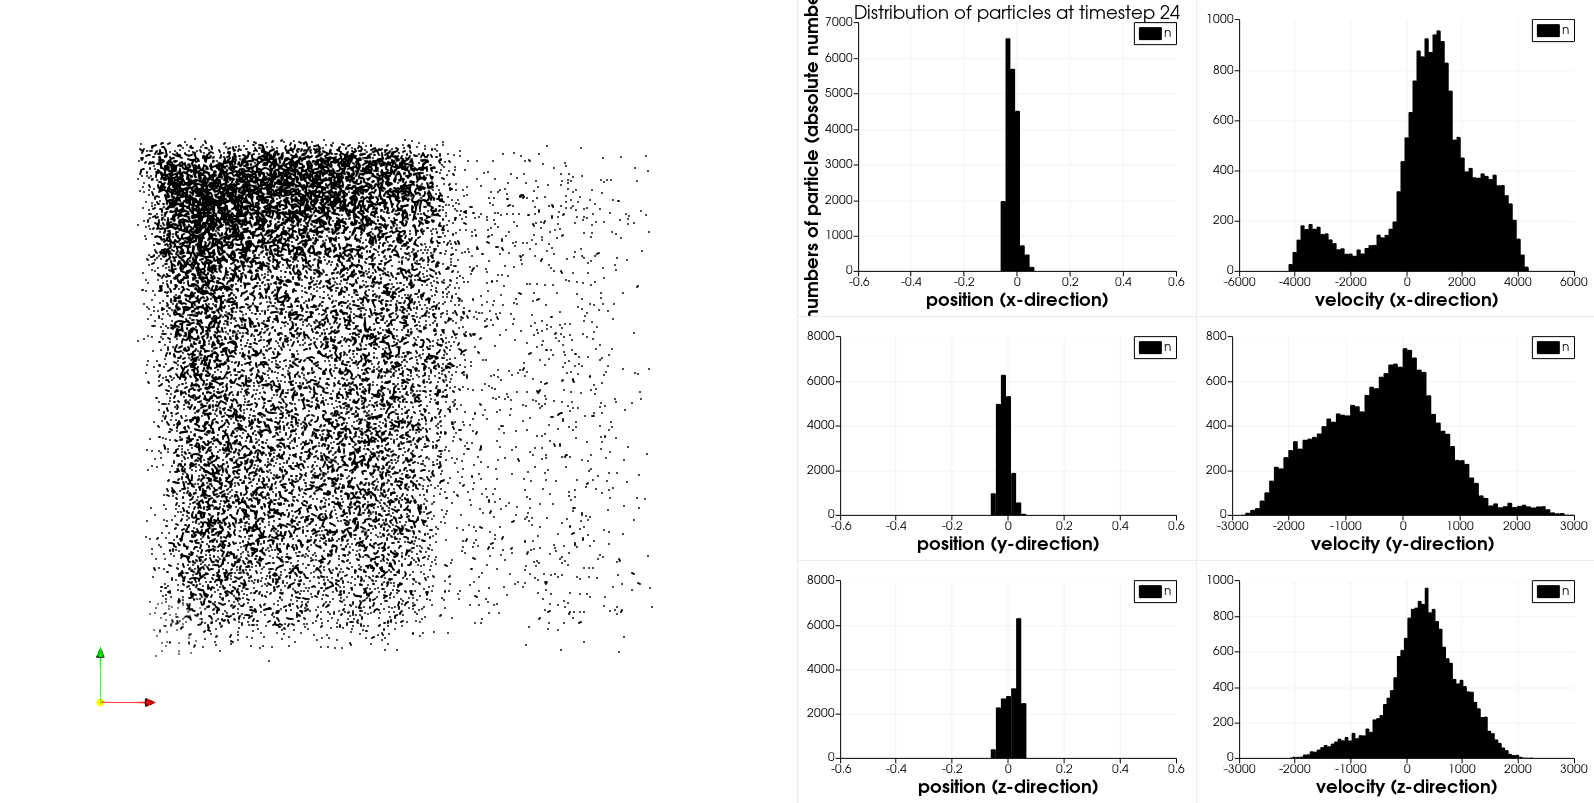 Distribution of particles at timestep 24
numbers of particle (absolute numbe
7000
6000
5000
4000
3000
2000
1000
0
-0.6 -0.4 -0.2 0 0.2 0.4 0.6
position (x-direction)
n
1000
800
600
400
200
0
-6000 -4000 -2000 0 2000 4000 6000
velocity (x-direction)
n
8000
6000
4000
2000
0
-0.6 -0.4 -0.2 0 0.2 0.4 0.6
position (y-direction)
n
800
600
400
200
0
-3000 -2000 -1000 0 1000 2000 3000
velocity (y-direction)
n
8000
6000
4000
2000
0
-0.6 -0.4 -0.2 0 0.2 0.4 0.6
position (z-direction)
n
1000
800
600
400
200
0
-3000 -2000 -1000 0 1000 2000 3000
velocity (z-direction)
n